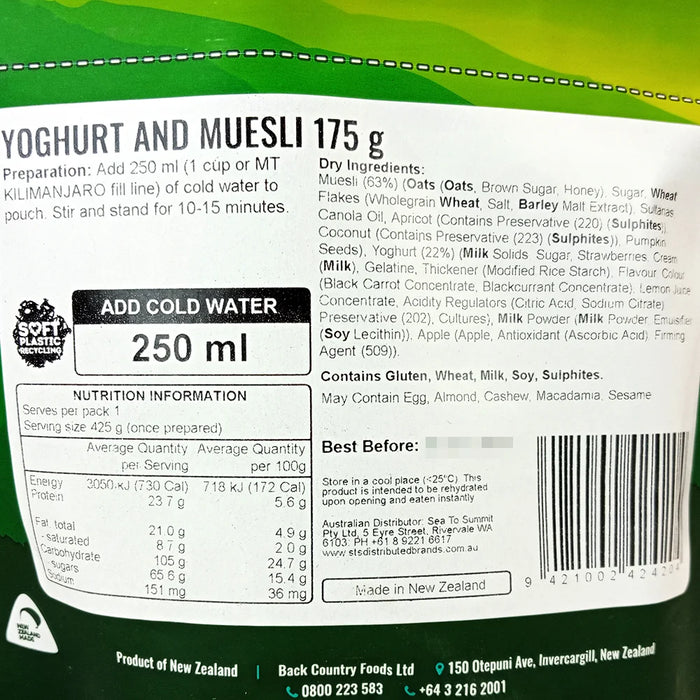 YOGHURT AND MUESLI 175 g
Preparation: Add 250 ml (1 cup or MT
KILIMANJARO fill line) of cold water to
pouch. Stir and stand for 10-15 minutes.
SOFT
PLASTIC
RECYCLING
ADD COLD WATER
250 ml
NUTRITION INFORMATION
Serves per pack 1
Serving size 425 g (once prepared)
Average Quantity per Serving Average Quantity per 100g
Energy 3050 kJ (730 Cal) 718 kJ (172 Cal)
Protein 23.7 g 5.6 g
Fat, total 21.0 g 4.9 g
saturated 8.7 g 2.0 g
Carbohydrate 105 g 24.7 g
sugars 65.6 g 15.4 g
Sodium 151 mg 36 mg
Dry Ingredients:
Muesli (63%) (Oats (Oats, Brown Sugar, Honey), Sugar, Wheat
Flakes (Wholegrain Wheat, Salt, Barley Malt Extract), Sultanas
Canola Oil, Apricot (Contains Preservative (220) (Sulphites)),
Coconut (Contains Preservative (223) (Sulphites)), Pumpkin
Seeds), Yoghurt (22%) (Milk Solids, Sugar, Strawberries, Cream
(Milk), Gelatine, Thickener (Modified Rice Starch), Flavour, Colour
(Black Carrot Concentrate, Blackcurrant Concentrate), Lemon Juice
Concentrate, Acidity Regulators (Citric Acid, Sodium Citrate)
Preservative (202), Cultures), Milk Powder (Milk Powder, Emulsifier
(Soy Lecithin)), Apple (Apple, Antioxidant (Ascorbic Acid), Firming
Agent (509)).
Contains Gluten, Wheat, Milk, Soy, Sulphites.
May Contain Egg, Almond, Cashew, Macadamia, Sesame
Best Before:
Store in a cool place (<25°C) This
product is intended to be rehydrated
upon opening and eaten instantly
Australian Distributor: Sea To Summit
Pty Ltd, 5 Eyre Street, Rivervale WA
6103: PH +61 8 9221 6617
www.stsdistributedbrands.com.au
Made in New Zealand
9 421002 424204
NEW
ZEALAND
MADE
Product of New Zealand | Back Country Foods Ltd 150 Otepuni Ave, Invercargill, New Zealand
0800 223 583 +64 3 216 2001